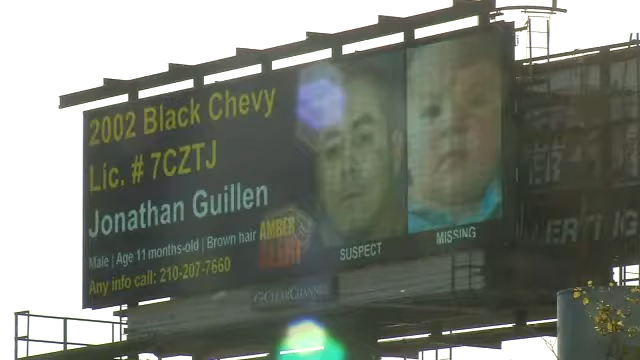 2002 Black Chevy
Lic. # 7CZTJ
Jonathan Guillen
Male | Age 11 months-old | Brown hair
Any info call: 210-207-7660
AMBER
ALERT
SUSPECT
MISSING
CLEARCHANNEL